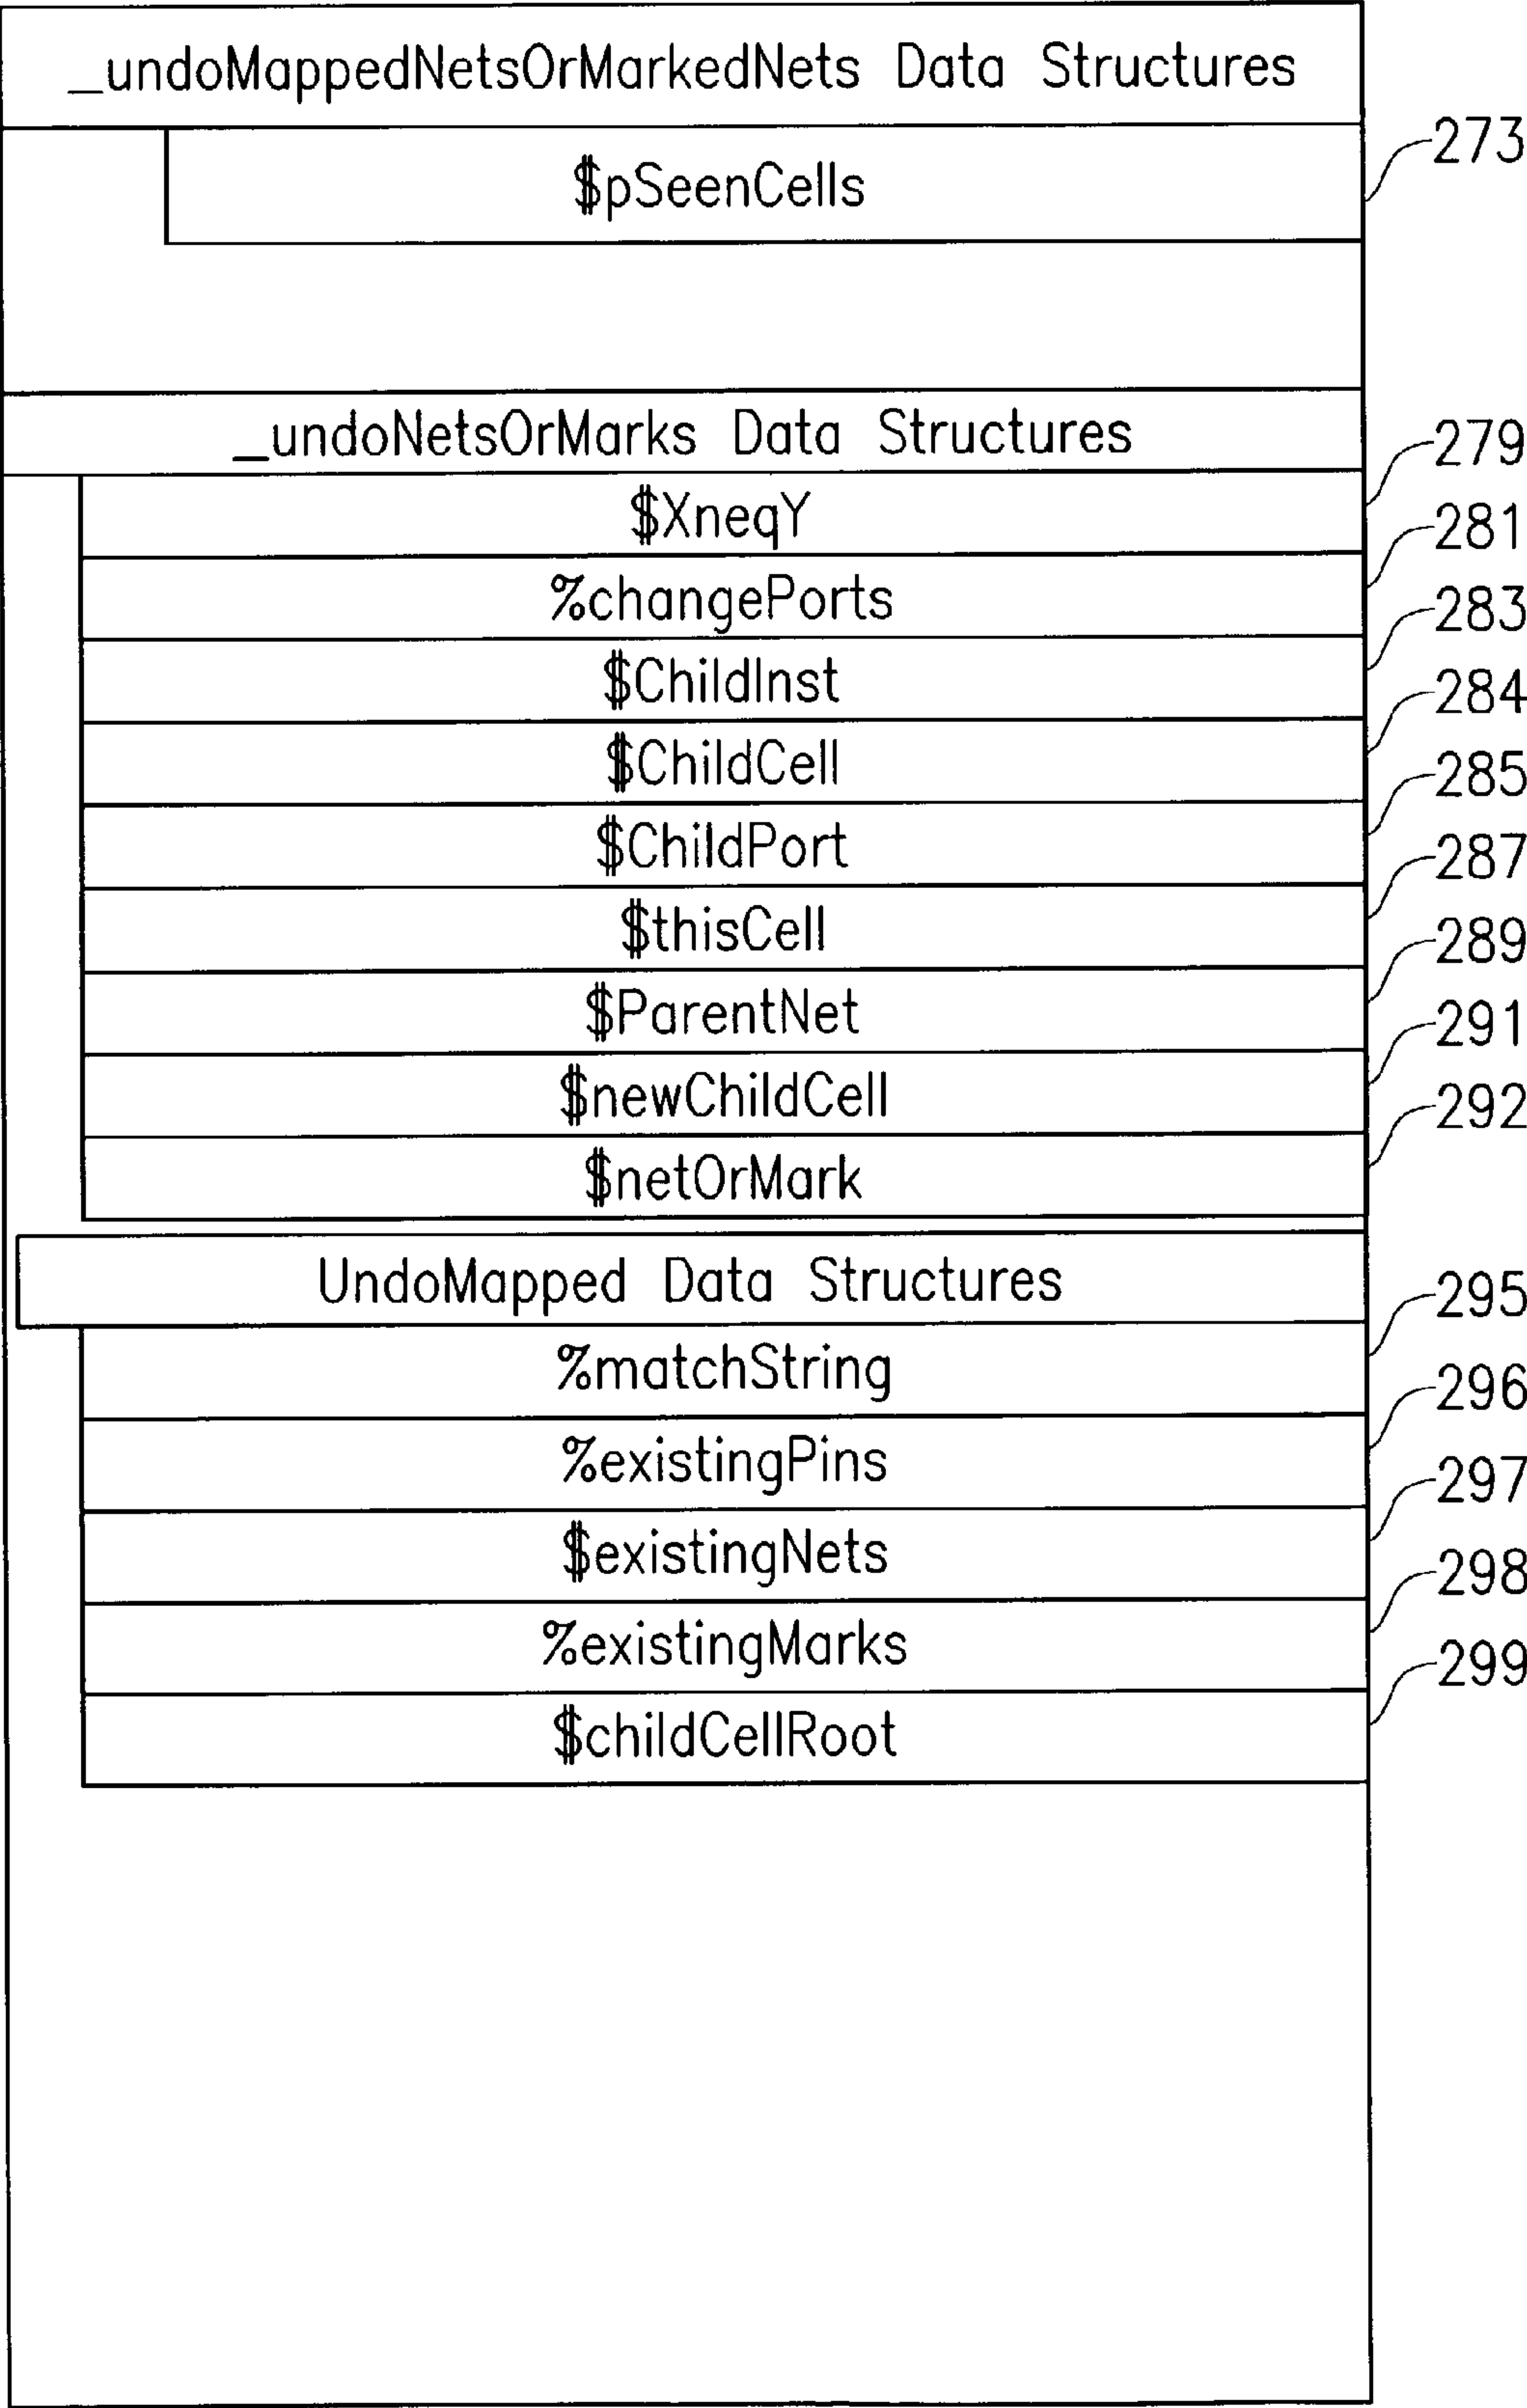 _undoMappedNetsOrMarkedNets Data Structures
$pSeenCells 273
_undoNetsOrMarks Data Structures
$XneqY 279
%changePorts 281
$ChildInst 283
$ChildCell 284
$ChildPort 285
$thisCell 287
$ParentNet 289
$newChildCell 291
$netOrMark 292
UndoMapped Data Structures
%matchString 295
%existingPins 296
$existingNets 297
%existingMarks 298
$childCellRoot 299